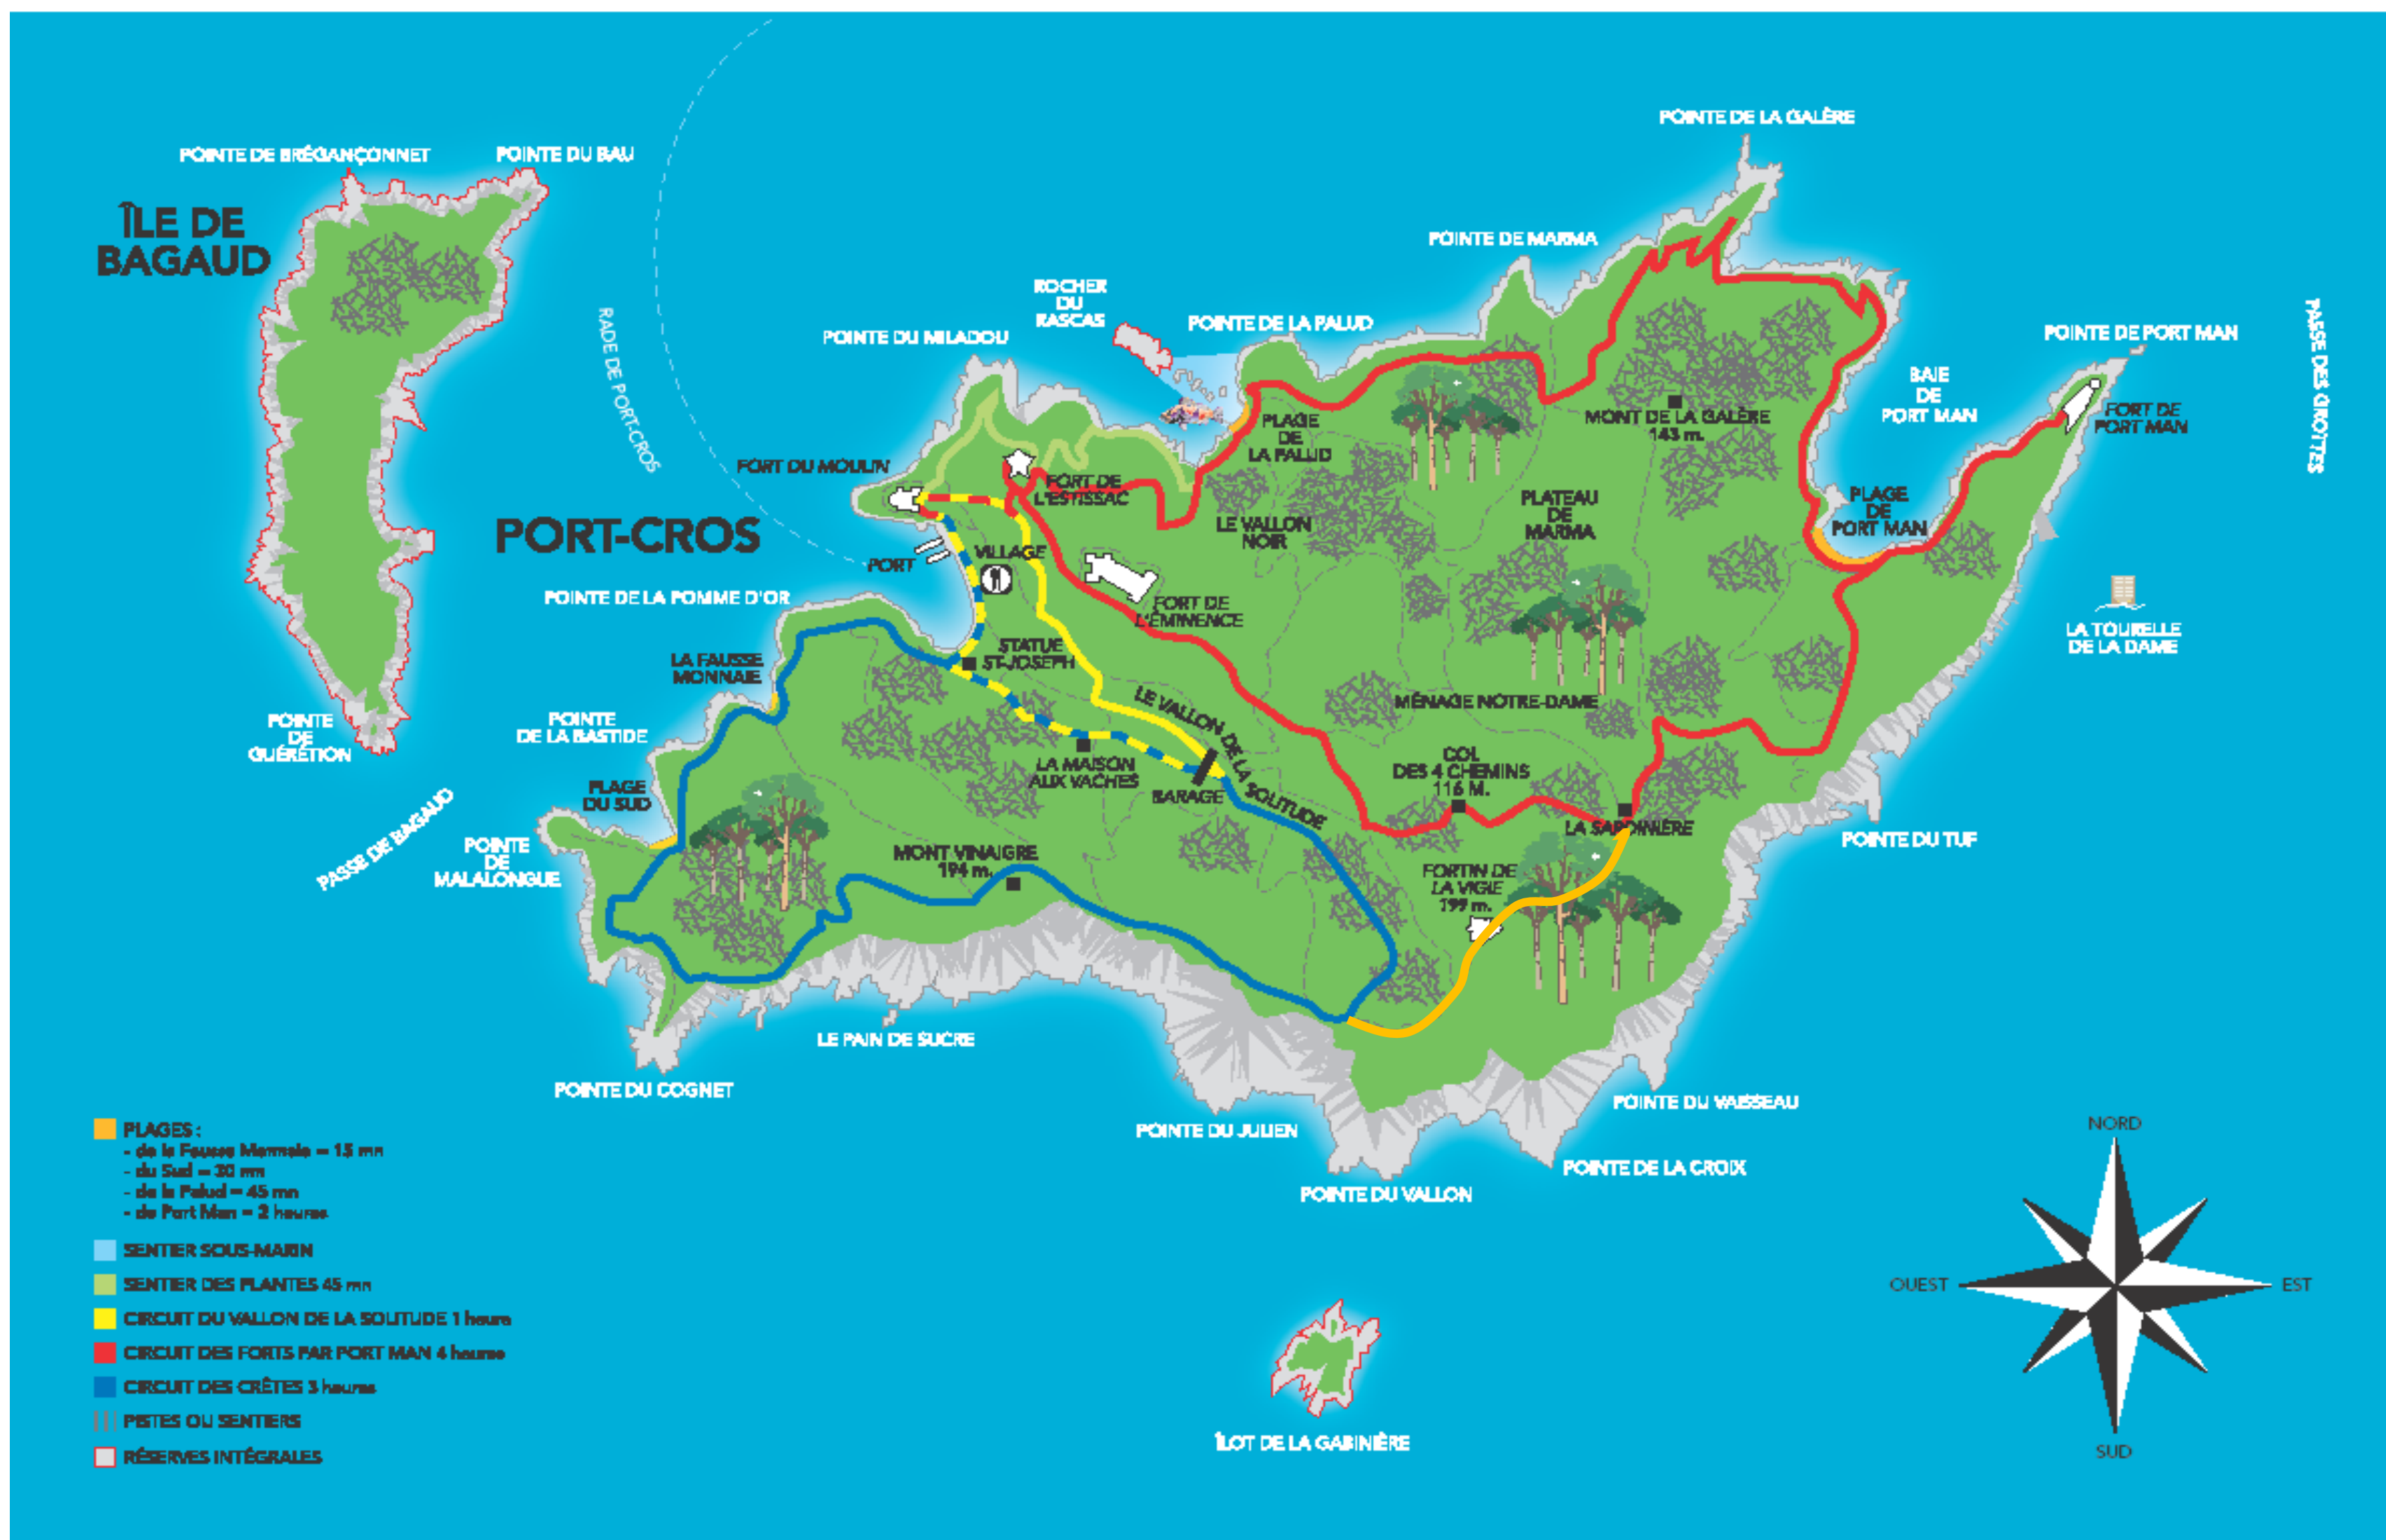 POINTE DE LA GALÈRE
POINTE DE BRÉGANÇONNET
POINTE DU BAU
ÎLE DE
BAGAUD
POINTE DE MARMA
ROCHER
DU
RASCAS
POINTE DE LA PALUD
POINTE DU MILADOU
RADE DE PORT-CROS
POINTE DE PORT MAN
PASSE DES GROTTES
BAIE
DE
PORT MAN
FORT DE
PORT MAN
MONT DE LA GALÈRE
143 m.
PLAGE
DE
LA PALUD
FORT DU MOULIN
FORT DE
L'ESTISSAC
PLATEAU
DE
MARMA
PLAGE
DE
PORT MAN
LE VALLON
NOIR
PORT-CROS
VILLAGE
PORT
POINTE DE LA POMME D'OR
FORT DE
L'ÉMINENCE
LA TOURELLE
DE LA DAME
STATUE
ST-JOSEPH
LA FAUSSE
MONNAIE
LE VALLON DE LA SOLITUDE
MÉNAGE NOTRE-DAME
POINTE
DE LA BASTIDE
POINTE
DE
GUÉRÉTION
LA MAISON
AUX VACHES
BARAGE
COL
DES 4 CHEMINS
116 M.
PLAGE
DU SUD
PASSE DE BAGAUD
LA SARDINIÈRE
POINTE DU TUF
POINTE
DE
MALALONGUE
MONT VINAIGRE
194 m.
FORTIN DE
LA VIGIE
199 m.
LE PAIN DE SUCRE
POINTE DU COGNET
POINTE DU VAISSEAU
POINTE DU JULIEN
POINTE DE LA CROIX
POINTE DU VALLON
PLAGES :
- de la Fausse Monnaie = 15 mn
- du Sud = 30 mn
- de la Palud = 45 mn
- de Port Man = 2 heures
SENTIER SOUS-MARIN
SENTIER DES PLANTES 45 mn
CIRCUIT DU VALLON DE LA SOLITUDE 1 heure
CIRCUIT DES FORTS PAR PORT MAN 4 heures
CIRCUIT DES CRÊTES 3 heures
PISTES OU SENTIERS
RÉSERVES INTÉGRALES
ÎLOT DE LA GABINIÈRE
NORD
OUEST
EST
SUD